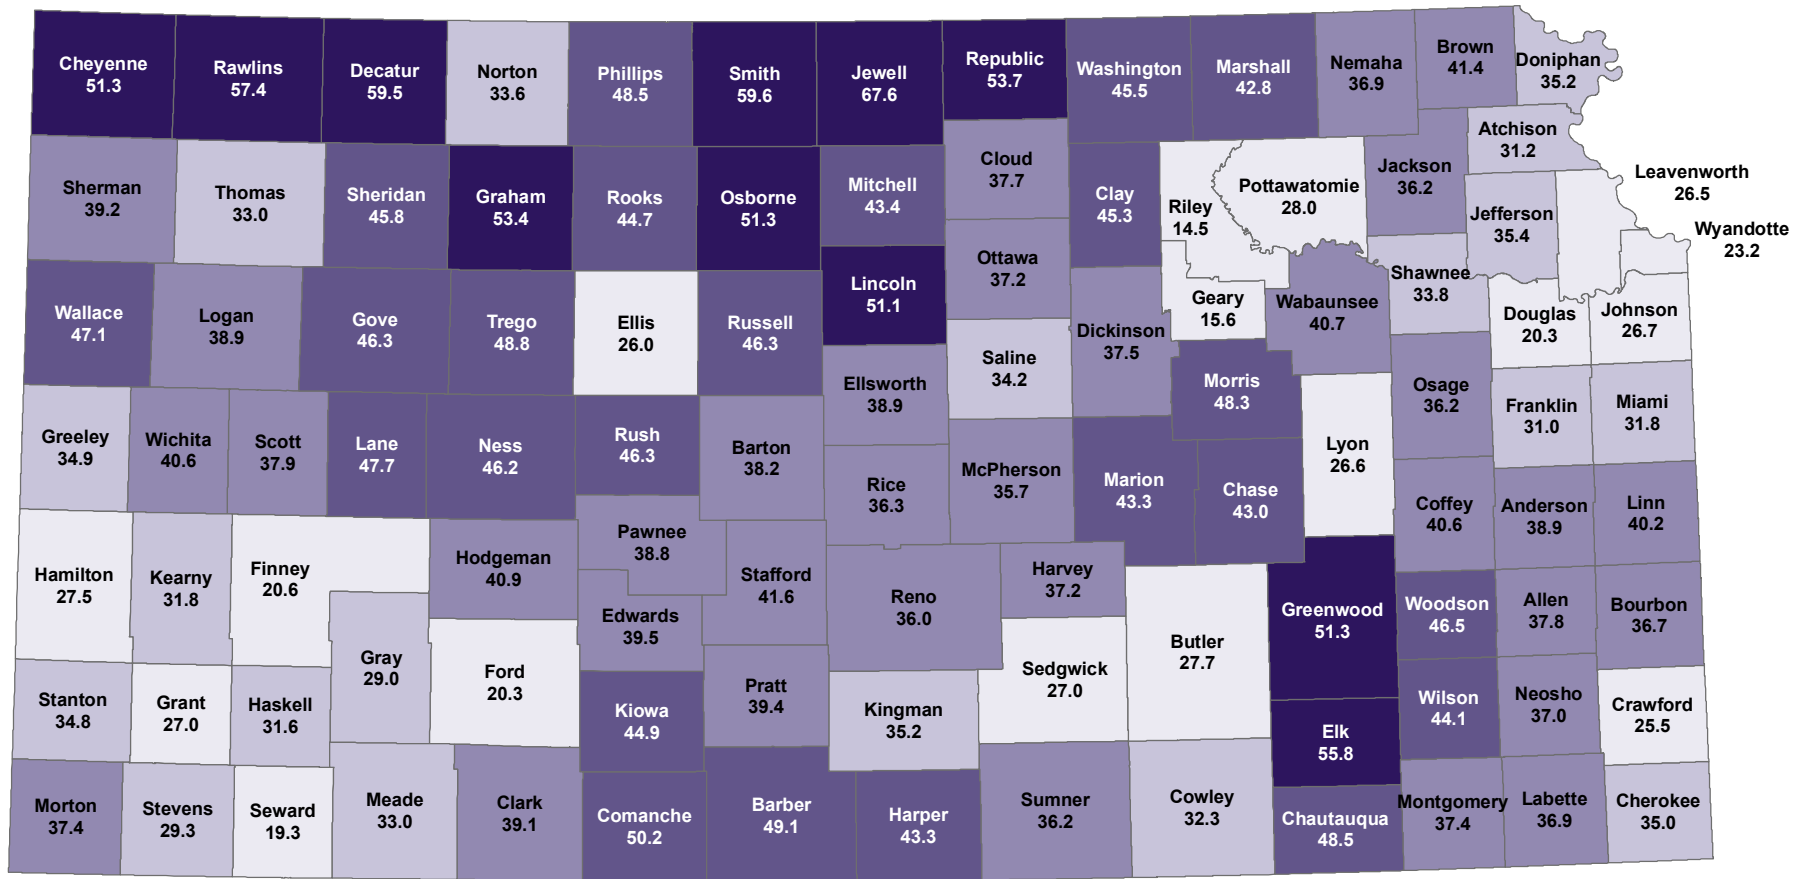 Cheyenne
51.3
Rawlins
57.4
Decatur
59.5
Norton
33.6
Phillips
48.5
Smith
59.6
Jewell
67.6
Republic
53.7
Washington
45.5
Marshall
42.8
Nemaha
36.9
Brown
41.4
Doniphan
35.2
Sherman
39.2
Thomas
33.0
Sheridan
45.8
Graham
53.4
Rooks
44.7
Osborne
51.3
Mitchell
43.4
Cloud
37.7
Clay
45.3
Riley
14.5
Pottawatomie
28.0
Jackson
36.2
Atchison
31.2
Jefferson
35.4
Leavenworth
26.5
Wyandotte
23.2
Wallace
47.1
Logan
38.9
Gove
46.3
Trego
48.8
Ellis
26.0
Russell
46.3
Lincoln
51.1
Ottawa
37.2
Saline
34.2
Dickinson
37.5
Geary
15.6
Wabaunsee
40.7
Shawnee
33.8
Douglas
20.3
Johnson
26.7
Greeley
34.9
Wichita
40.6
Scott
37.9
Lane
47.7
Ness
46.2
Rush
46.3
Barton
38.2
Ellsworth
38.9
Rice
36.3
McPherson
35.7
Marion
43.3
Morris
48.3
Chase
43.0
Lyon
26.6
Osage
36.2
Franklin
31.0
Miami
31.8
Coffey
40.6
Anderson
38.9
Linn
40.2
Hamilton
27.5
Kearny
31.8
Finney
20.6
Hodgeman
40.9
Pawnee
38.8
Edwards
39.5
Stafford
41.6
Reno
36.0
Harvey
37.2
Butler
27.7
Greenwood
51.3
Woodson
46.5
Allen
37.8
Bourbon
36.7
Stanton
34.8
Grant
27.0
Haskell
31.6
Gray
29.0
Ford
20.3
Kiowa
44.9
Pratt
39.4
Kingman
35.2
Sedgwick
27.0
Elk
55.8
Wilson
44.1
Neosho
37.0
Crawford
25.5
Morton
37.4
Stevens
29.3
Seward
19.3
Meade
33.0
Clark
39.1
Comanche
50.2
Barber
49.1
Harper
43.3
Sumner
36.2
Cowley
32.3
Chautauqua
48.5
Montgomery
37.4
Labette
36.9
Cherokee
35.0